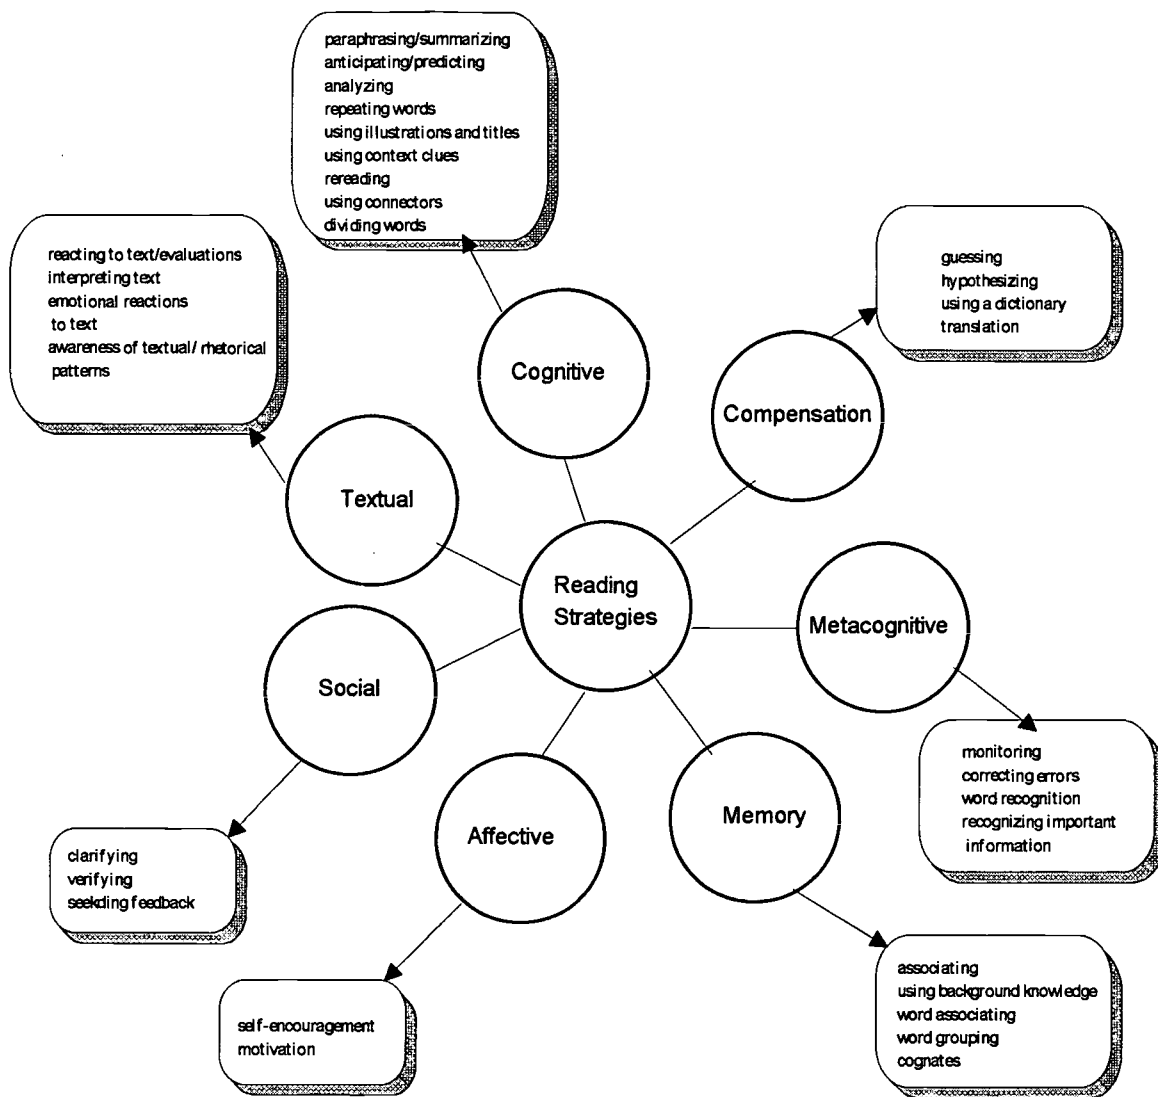 paraphrasing/summarizing
anticipating/predicting
analyzing
repeating words
using illustrations and titles
using context clues
rereading
using connectors
dividing words
reacting to text/evaluations
interpreting text
emotional reactions
to text
awareness of textual/ rhetorical
patterns
guessing
hypothesizing
using a dictionary
translation
Cognitive
Compensation
Textual
Reading
Strategies
Metacognitive
Social
Affective
Memory
monitoring
correcting errors
word recognition
recognizing important
information
clarifying
verifying
seekding feedback
self-encouragement
motivation
associating
using background knowledge
word associating
word grouping
cognates